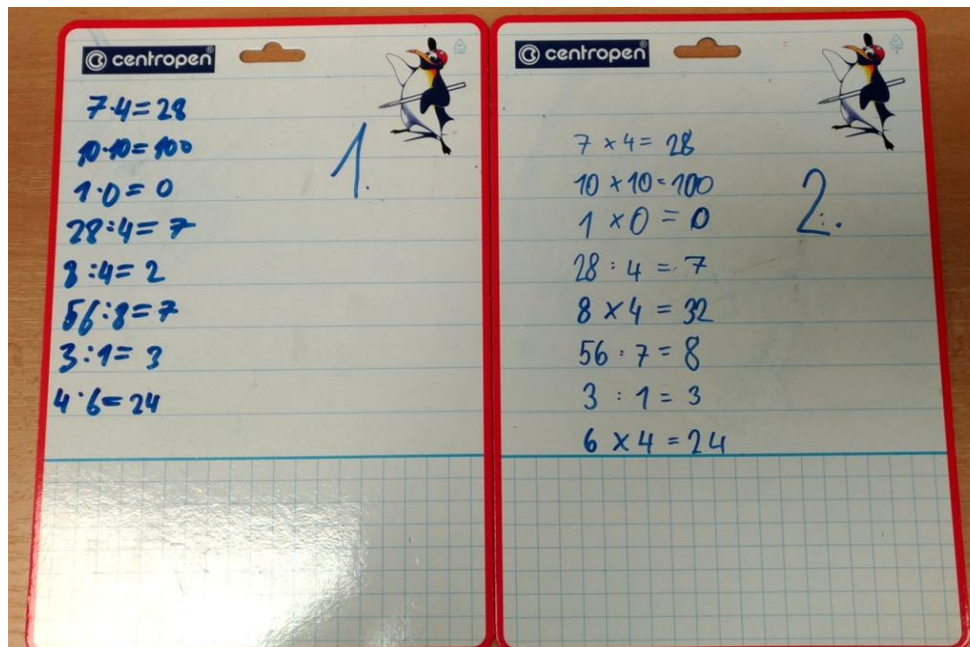 centropen®
7·4=28
10·10=100
1·0=0
28:4=7
8:4=2
56:8=7
3:1=3
4·6=24
1.
centropen®
7 x 4 = 28
10 x 10 = 100
1 x 0 = 0
28 : 4 = 7
8 x 4 = 32
56 : 7 = 8
3 : 1 = 3
6 x 4 = 24
2.